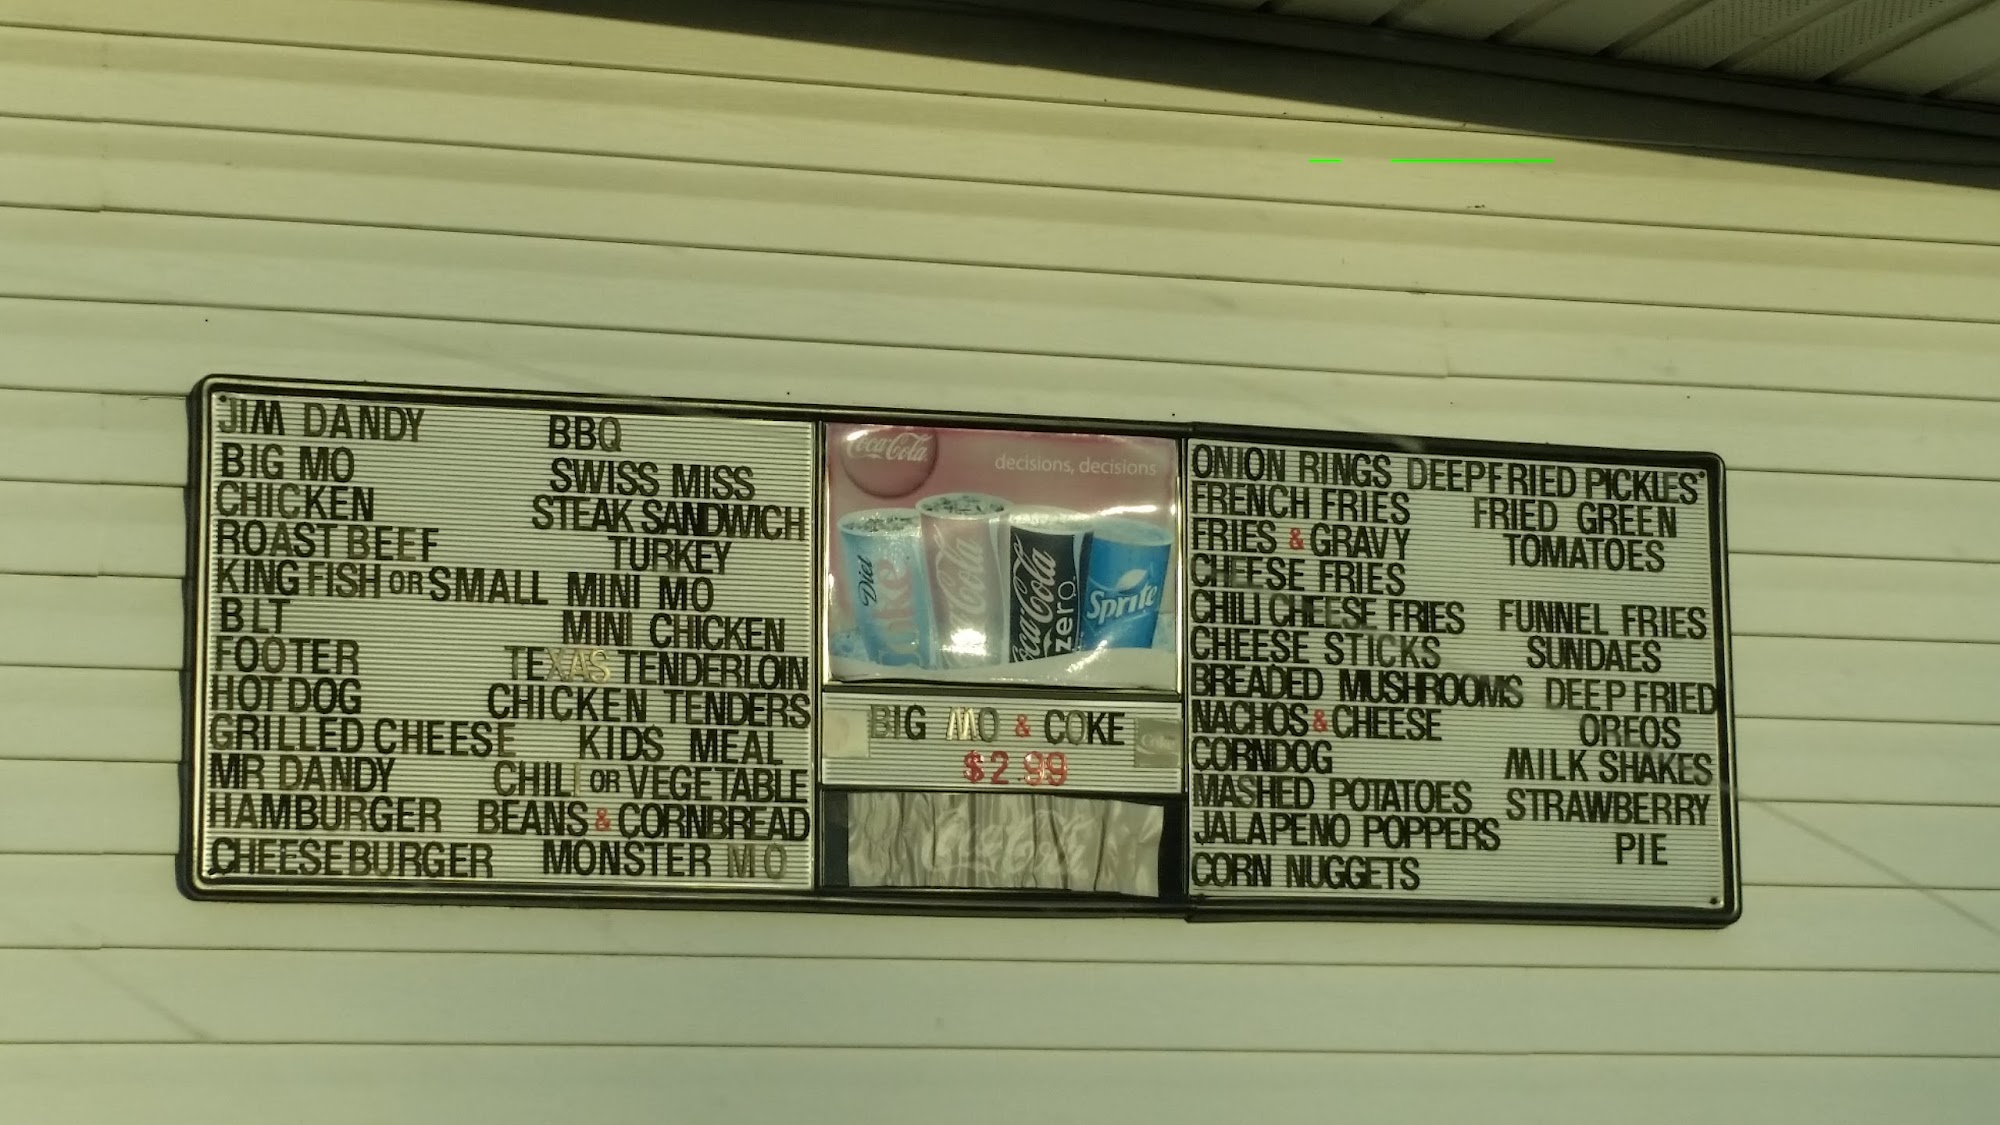 JIM DANDY
BIG MO
CHICKEN
ROAST BEEF
KING FISH OR SMALL
BLT
FOOTER
HOT DOG
GRILLED CHEESE
MR DANDY
HAMBURGER
CHEESEBURGER
BBQ
SWISS MISS
STEAK SANDWICH
TURKEY
MINI MO
MINI CHICKEN
TEXAS TENDERLOIN
CHICKEN TENDERS
KIDS MEAL
CHILI OR VEGETABLE
BEANS & CORNBREAD
MONSTER MO
Coca-Cola
decisions, decisions
Diet Coke
Coca-Cola
Coca-Cola zero
Sprite
BIG MO & COKE
Coke
$2.99
Coca-Cola
ONION RINGS
FRENCH FRIES
FRIES & GRAVY
CHEESE FRIES
CHILI CHEESE FRIES
CHEESE STICKS
BREADED MUSHROOMS
NACHOS & CHEESE
CORNDOG
MASHED POTATOES
JALAPENO POPPERS
CORN NUGGETS
DEEPFRIED PICKLES
FRIED GREEN
TOMATOES
FUNNEL FRIES
SUNDAES
DEEP FRIED
OREOS
MILK SHAKES
STRAWBERRY
PIE